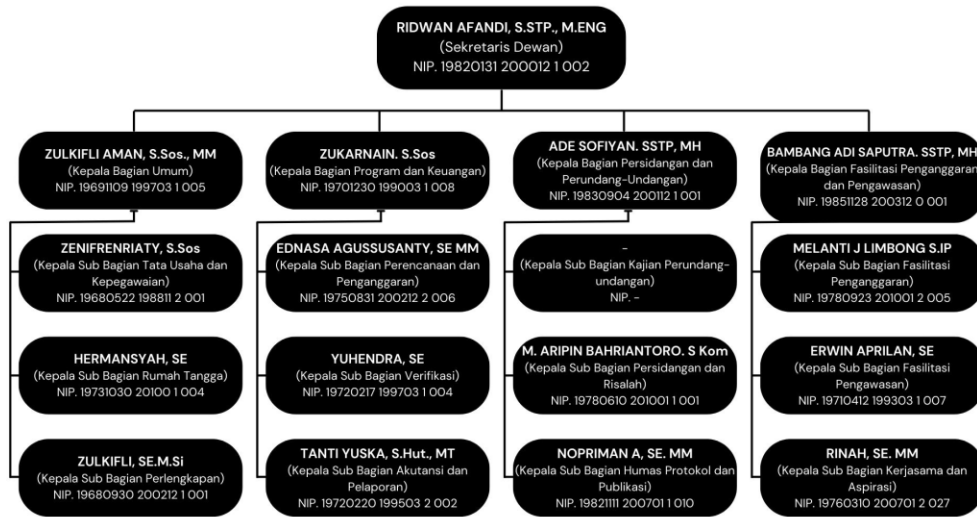 RIDWAN AFANDI, S.STP., M.ENG
(Sekretaris Dewan)
NIP. 19820131 200012 1 002
ZULKIFLI AMAN, S.Sos., MM
(Kepala Bagian Umum)
NIP. 19691109 199703 1 005
ZUKARNAIN. S.Sos
(Kepala Bagian Program dan Keuangan)
NIP. 19701230 199003 1 008
ADE SOFIYAN. SSTP, MH
(Kepala Bagian Persidangan dan
Perundang-Undangan)
NIP. 19830904 200112 1 001
BAMBANG ADI SAPUTRA. SSTP, MH
(Kepala Bagian Fasilitasi Penganggaran
dan Pengawasan)
NIP. 19851128 200312 0 001
ZENIFRENRIATY, S.Sos
(Kepala Sub Bagian Tata Usaha dan
Kepegawaian)
NIP. 19680522 198811 2 001
EDNASA AGUSSUSANTY, SE MM
(Kepala Sub Bagian Perencanaan dan
Penganggaran)
NIP. 19750831 200212 2 006
-
(Kepala Sub Bagian Kajian Perundang-
undangan)
NIP. -
MELANTI J LIMBONG S.IP
(Kepala Sub Bagian Fasilitasi
Penganggaran)
NIP. 19780923 201001 2 005
HERMANSYAH, SE
(Kepala Sub Bagian Rumah Tangga)
NIP. 19731030 20100 1 004
YUHENDRA, SE
(Kepala Sub Bagian Verifikasi)
NIP. 19720217 199703 1 004
M. ARIPIN BAHRIANTORO. S Kom
(Kepala Sub Bagian Persidangan dan
Risalah)
NIP. 19780610 201001 1 001
ERWIN APRILAN, SE
(Kepala Sub Bagian Fasilitasi
Pengawasan)
NIP. 19710412 199303 1 007
ZULKIFLI, SE.M.Si
(Kepala Sub Bagian Perlengkapan)
NIP. 19680930 200212 1 001
TANTI YUSKA, S.Hut., MT
(Kepala Sub Bagian Akutansi dan
Pelaporan)
NIP. 19720220 199503 2 002
NOPRIMAN A, SE. MM
(Kepala Sub Bagian Humas Protokol dan
Publikasi)
NIP. 19821111 200701 1 010
RINAH, SE. MM
(Kepala Sub Bagian Kerjasama dan
Aspirasi)
NIP. 19760310 200701 2 027